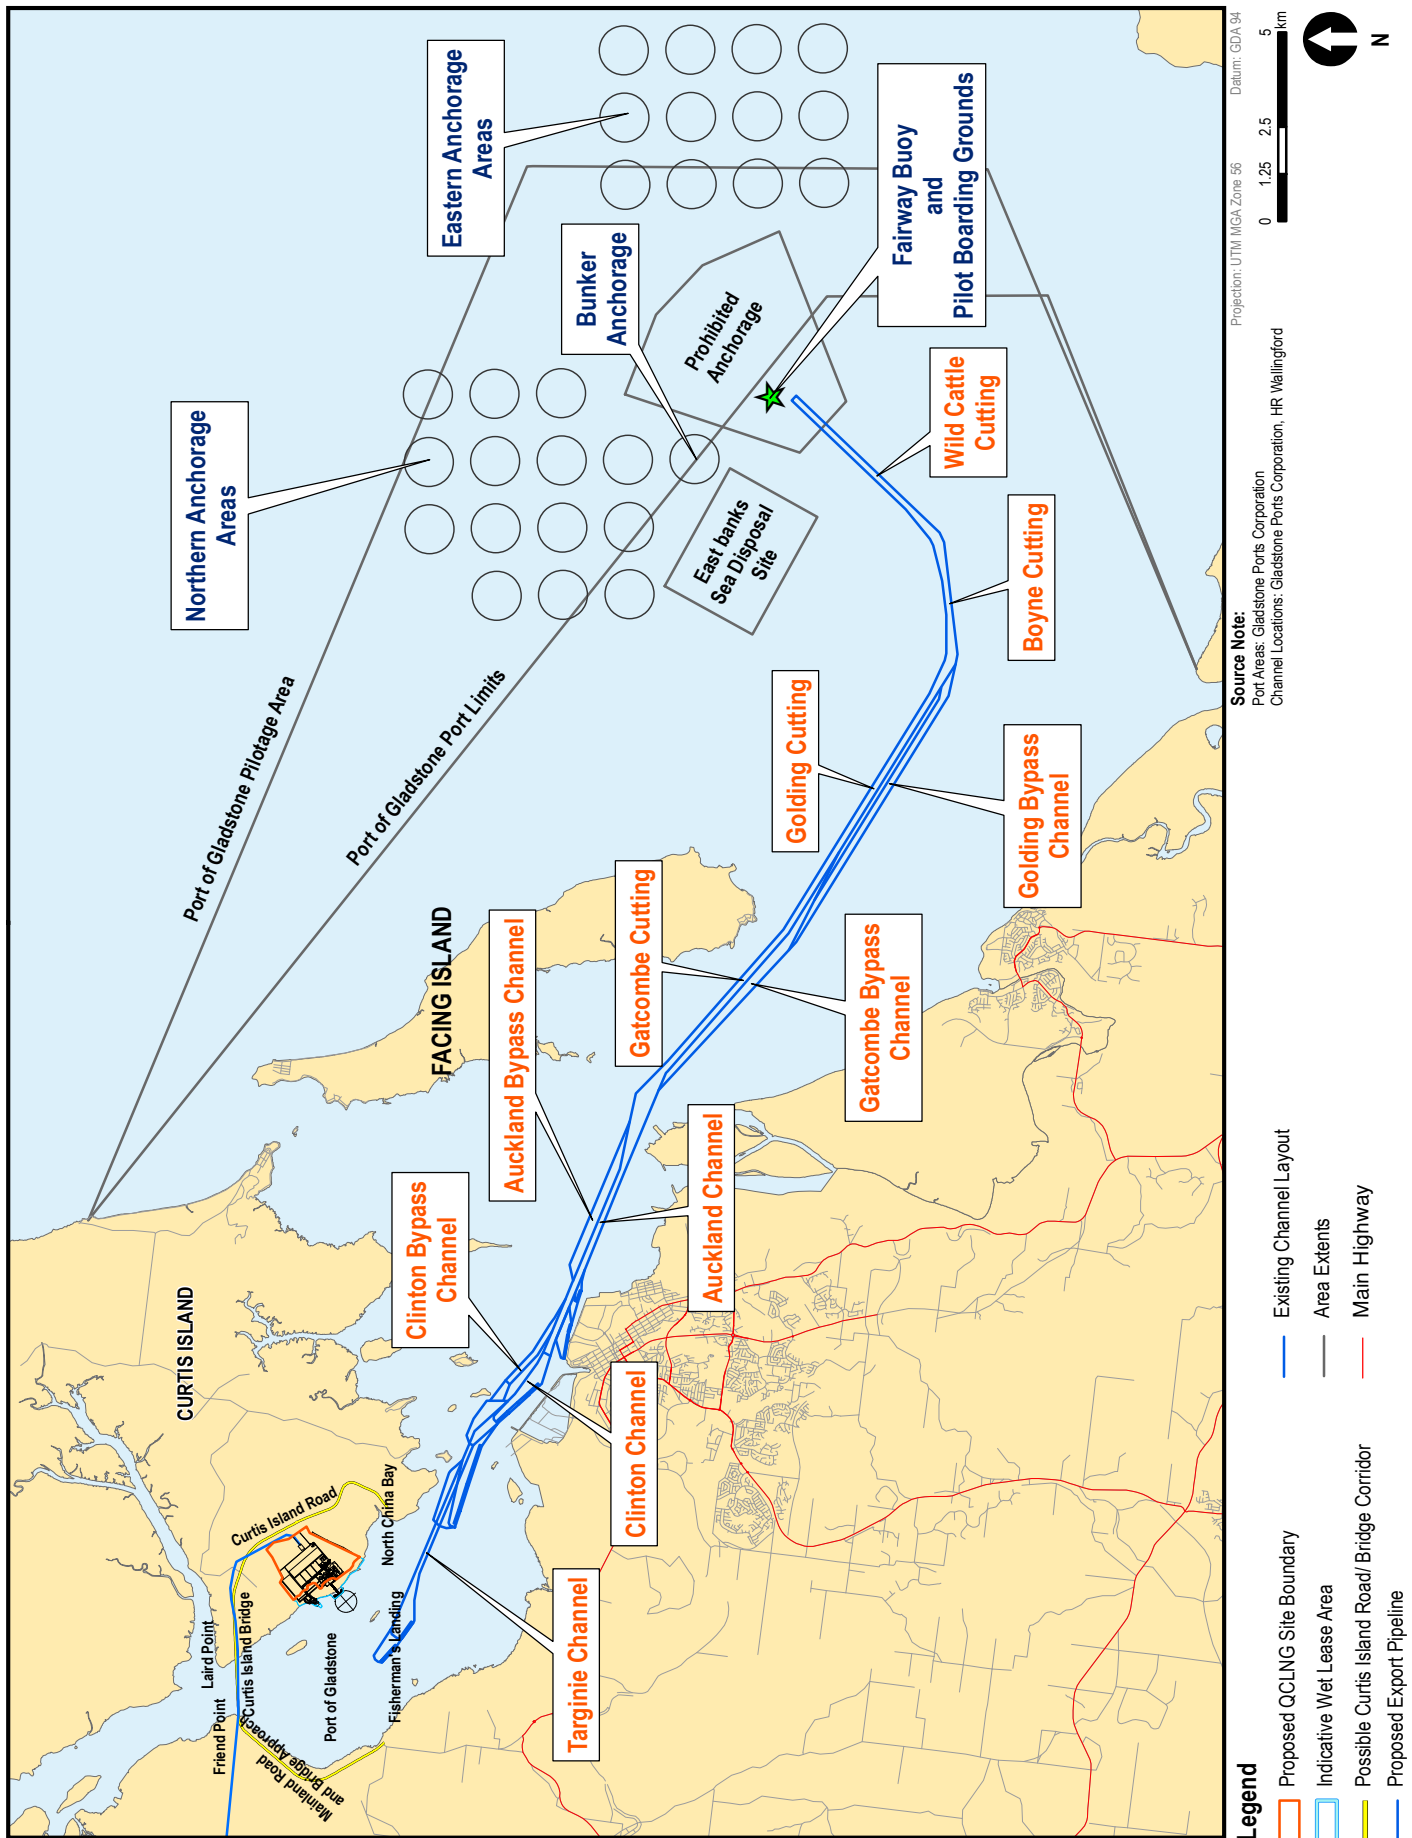 Port of Gladstone Pilotage Area
Port of Gladstone Port Limits
Northern Anchorage
Areas
Eastern Anchorage
Areas
Bunker
Anchorage
Prohibited
Anchorage
Fairway Buoy
and
Pilot Boarding Grounds
East banks
Sea Disposal
Site
Wild Cattle
Cutting
Boyne Cutting
Golding Cutting
Golding Bypass
Channel
Gatcombe Cutting
Gatcombe Bypass
Channel
FACING ISLAND
Auckland Bypass Channel
Auckland Channel
Clinton Bypass
Channel
Clinton Channel
Targinie Channel
CURTIS ISLAND
Curtis Island Road
North China Bay
Laird Point
Curtis Island Bridge
Friend Point
Mainland Road
and Bridge Approach
Port of Gladstone
Fisherman's Landing
Legend
Proposed QCLNG Site Boundary
Indicative Wet Lease Area
Possible Curtis Island Road/ Bridge Corridor
Proposed Export Pipeline
Existing Channel Layout
Area Extents
Main Highway
Source Note:
Port Areas: Gladstone Ports Corporation
Channel Locations: Gladstone Ports Corporation, HR Wallingford
Projection: UTM MGA Zone 56
Datum: GDA 94
0 1.25 2.5 5
km
N